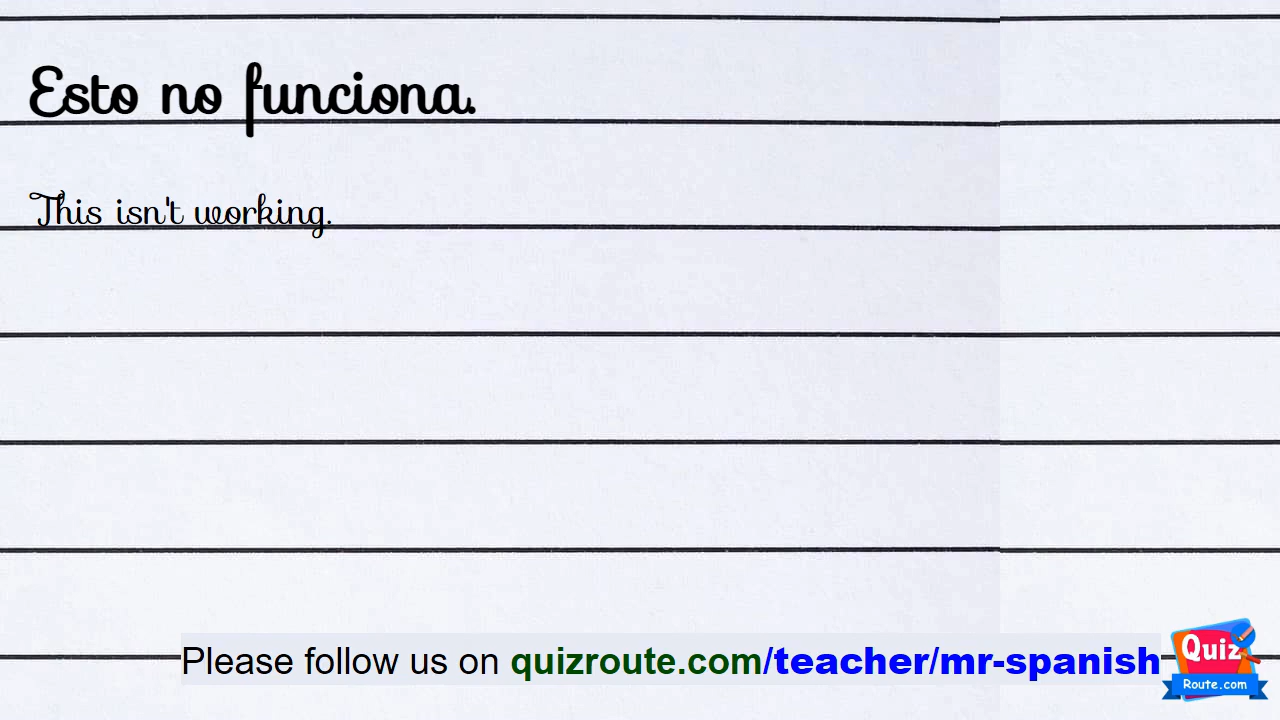 Esto no funciona.
This isn't working.
Please follow us on quizroute.com/teacher/mr-spanish
Quiz
Route.com